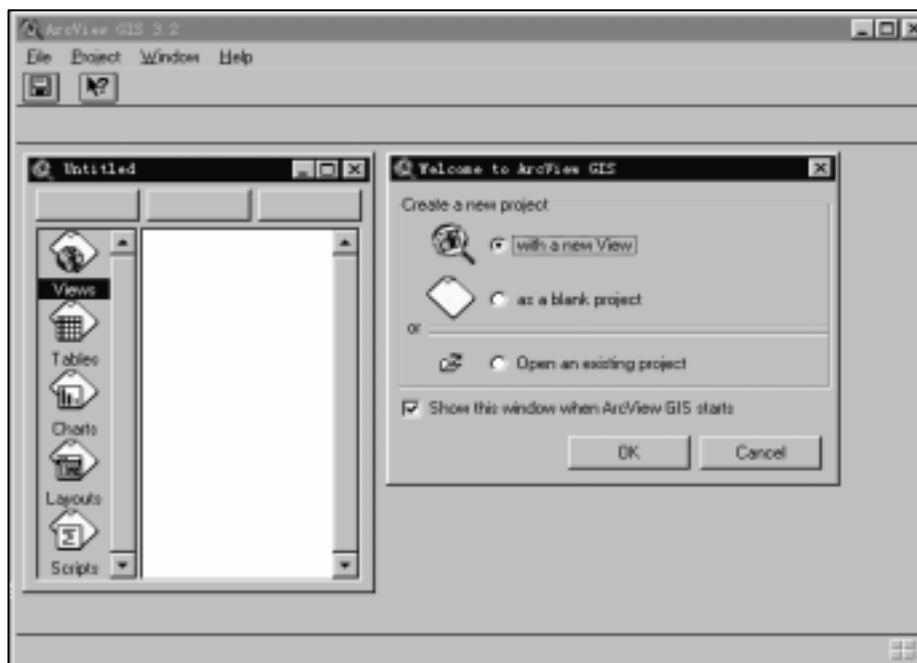 ArcView GIS 3.2
File Project Window Help
Untitled
Views
Tables
Charts
Layouts
Scripts
Welcome to ArcView GIS
Create a new project
with a new View
as a blank project
or
Open an existing project
Show this window when ArcView GIS starts
OK Cancel